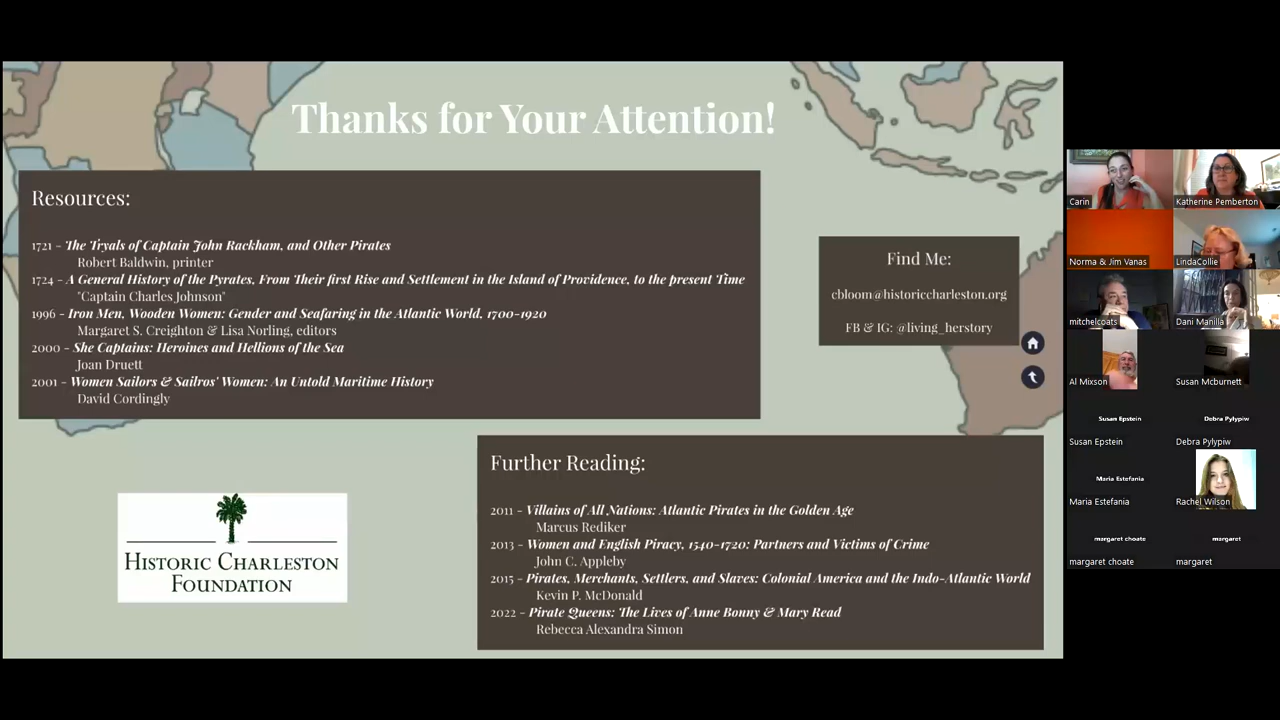 Thanks for Your Attention!
Resources:
1721 - The Tryals of Captain John Rackham, and Other Pirates
Robert Baldwin, printer
1724 - A General History of the Pyrates, From Their first Rise and Settlement in the Island of Providence, to the present Time
"Captain Charles Johnson"
1996 - Iron Men, Wooden Women: Gender and Seafaring in the Atlantic World, 1700-1920
Margaret S. Creighton & Lisa Norling, editors
2000 - She Captains: Heroines and Hellions of the Sea
Joan Druett
2001 - Women Sailors & Sailros' Women: An Untold Maritime History
David Cordingly
Find Me:
cbloom@historiccharleston.org
FB & IG: @living_herstory
Further Reading:
2011 - Villains of All Nations: Atlantic Pirates in the Golden Age
Marcus Rediker
2013 - Women and English Piracy, 1540-1720: Partners and Victims of Crime
John C. Appleby
2015 - Pirates, Merchants, Settlers, and Slaves: Colonial America and the Indo-Atlantic World
Kevin P. McDonald
2022 - Pirate Queens: The Lives of Anne Bonny & Mary Read
Rebecca Alexandra Simon
HISTORIC CHARLESTON
FOUNDATION
Carin
Katherine Pemberton
Norma & Jim Vanas
LindaCollie
mitchelcoats
Dani Manilla
Al Mixson
Susan Mcburnett
Susan Epstein
Debra Pylypiw
Susan Epstein
Debra Pylypiw
Maria Estefania
Maria Estefania
Rachel Wilson
margaret choate
margaret
margaret choate
margaret